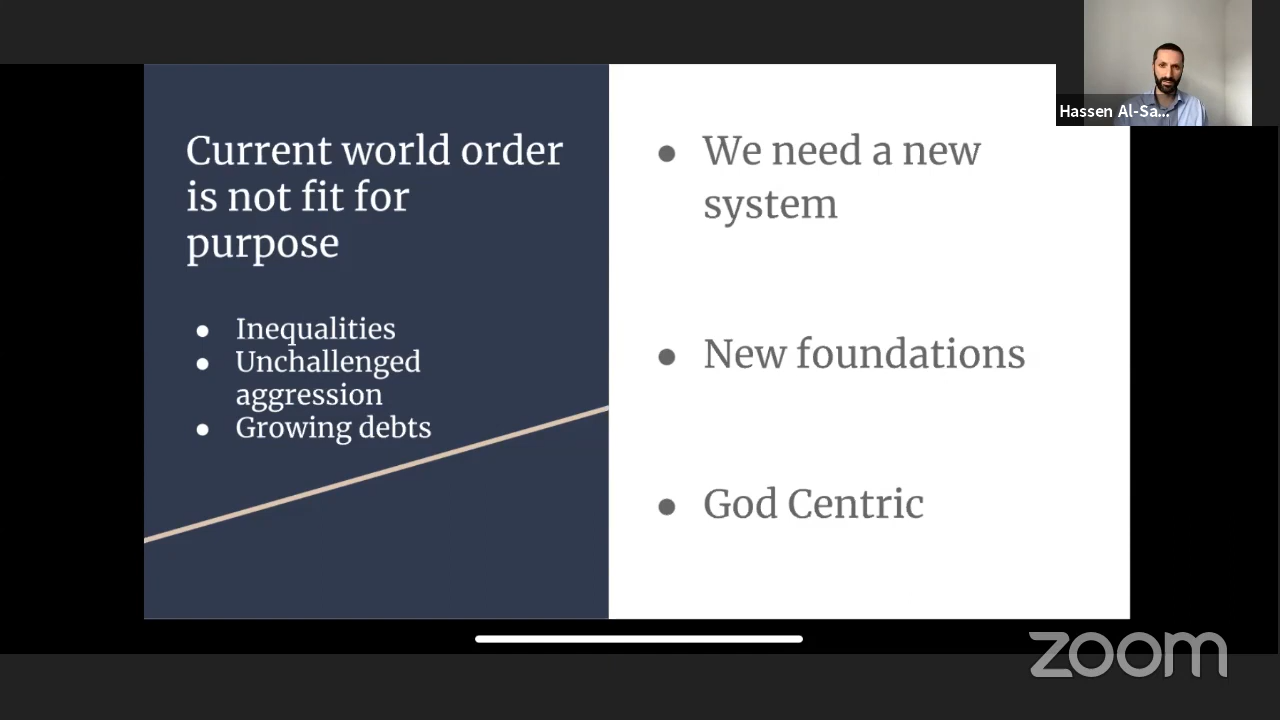 Current world order
is not fit for
purpose
● Inequalities
● Unchallenged
aggression
● Growing debts
● We need a new
system
● New foundations
● God Centric
Hassen Al-Sa...
zoom